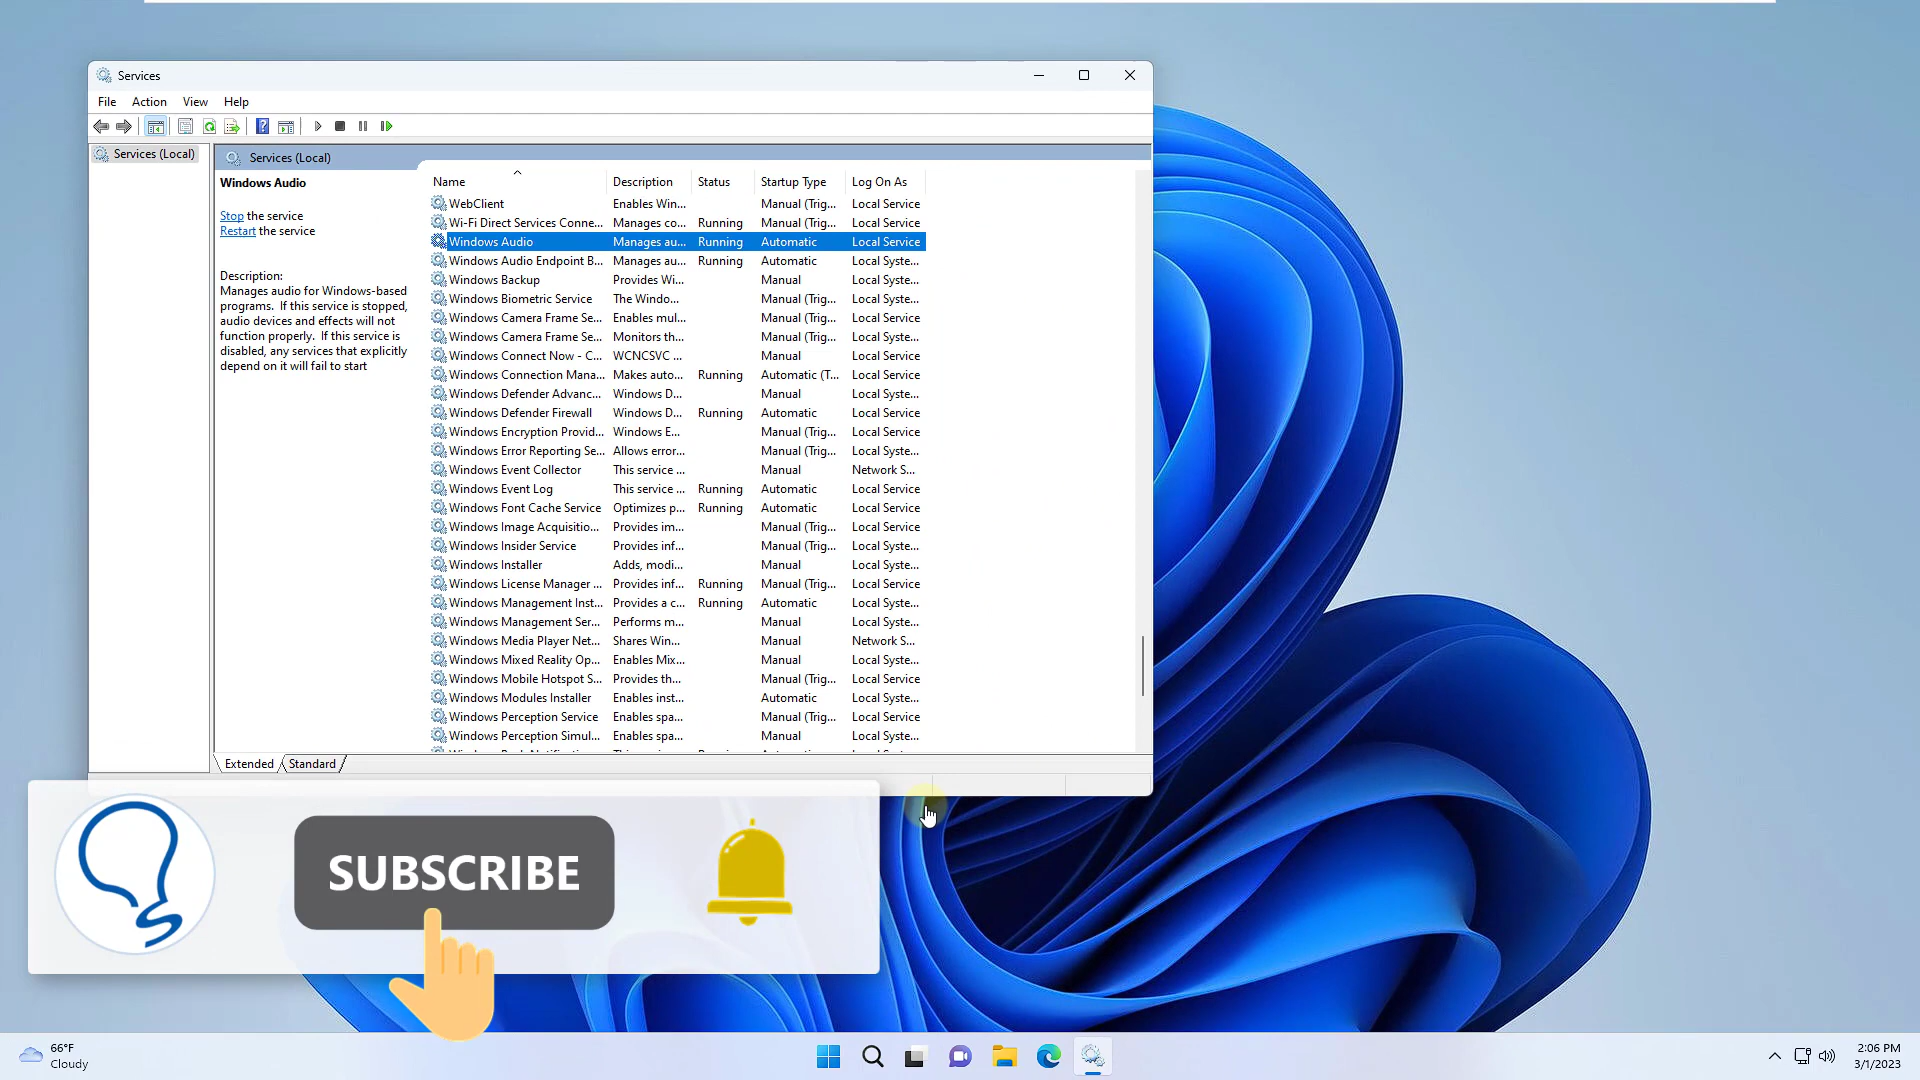 Services
File Action View Help
Services (Local)
Services (Local)
Windows Audio
Stop the service
Restart the service
Description:
Manages audio for Windows-based
programs. If this service is stopped,
audio devices and effects will not
function properly. If this service is
disabled, any services that explicitly
depend on it will fail to start
Name Description Status Startup Type Log On As
WebClient Enables Win... Manual (Trig... Local Service
Wi-Fi Direct Services Conne... Manages co... Running Manual (Trig... Local Service
Windows Audio Manages au... Running Automatic Local Service
Windows Audio Endpoint B... Manages au... Running Automatic Local Syste...
Windows Backup Provides Wi... Manual Local Syste...
Windows Biometric Service The Windo... Manual (Trig... Local Syste...
Windows Camera Frame Se... Enables mul... Manual (Trig... Local Service
Windows Camera Frame Se... Monitors th... Manual (Trig... Local Syste...
Windows Connect Now - C... WCNCSVC ... Manual Local Service
Windows Connection Mana... Makes auto... Running Automatic (T... Local Service
Windows Defender Advanc... Windows D... Manual Local Syste...
Windows Defender Firewall Windows D... Running Automatic Local Service
Windows Encryption Provid... Windows E... Manual (Trig... Local Service
Windows Error Reporting Se... Allows error... Manual (Trig... Local Syste...
Windows Event Collector This service ... Manual Network S...
Windows Event Log This service ... Running Automatic Local Service
Windows Font Cache Service Optimizes p... Running Automatic Local Service
Windows Image Acquisitio... Provides im... Manual (Trig... Local Service
Windows Insider Service Provides inf... Manual (Trig... Local Syste...
Windows Installer Adds, modi... Manual Local Syste...
Windows License Manager ... Provides inf... Running Manual (Trig... Local Service
Windows Management Inst... Provides a c... Running Automatic Local Syste...
Windows Management Ser... Performs m... Manual Local Syste...
Windows Media Player Net... Shares Win... Manual Network S...
Windows Mixed Reality Op... Enables Mix... Manual Local Syste...
Windows Mobile Hotspot S... Provides th... Manual (Trig... Local Service
Windows Modules Installer Enables inst... Automatic Local Syste...
Windows Perception Service Enables spa... Manual (Trig... Local Service
Windows Perception Simul... Enables spa... Manual Local Syste...
Extended Standard
SUBSCRIBE
66°F
Cloudy
2:06 PM
3/1/2023